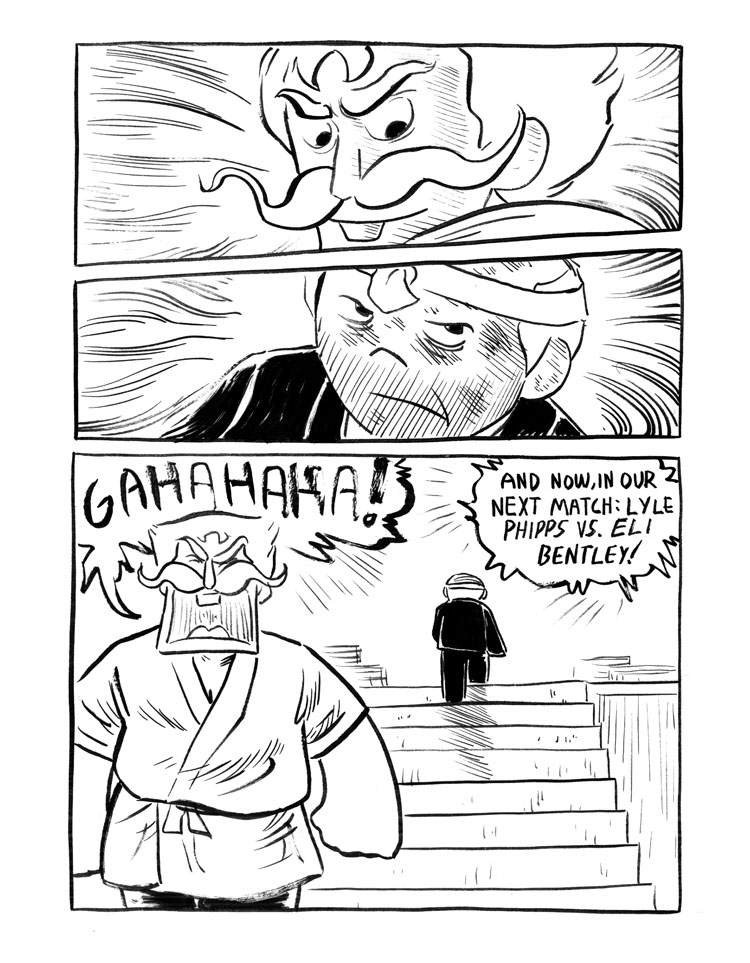 GAHAHAHA!
AND NOW, IN OUR
NEXT MATCH: LYLE
PHIPPS VS. ELI
BENTLEY!